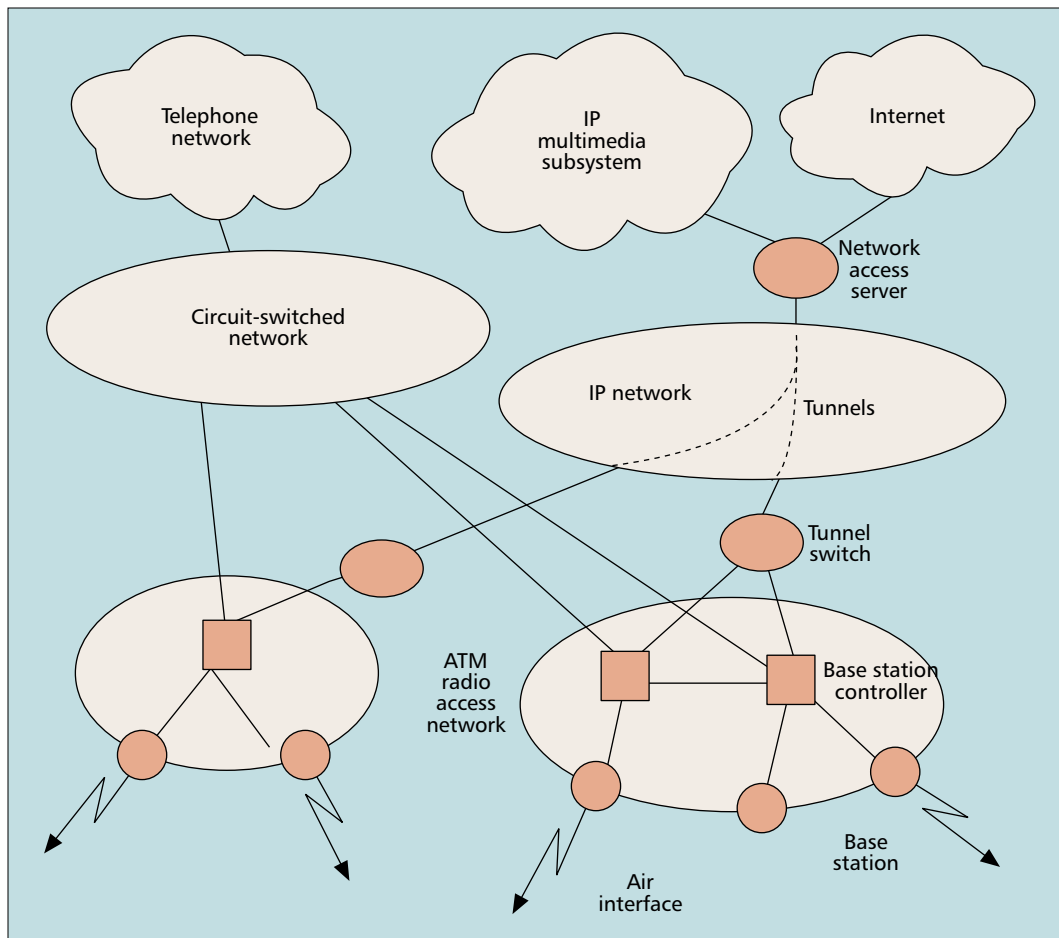 Telephone
network
IP
multimedia
subsystem
Internet
Network
access
server
Circuit-switched
network
IP network
Tunnels
Tunnel
switch
ATM
radio
access
network
Base station
controller
Base
station
Air
interface